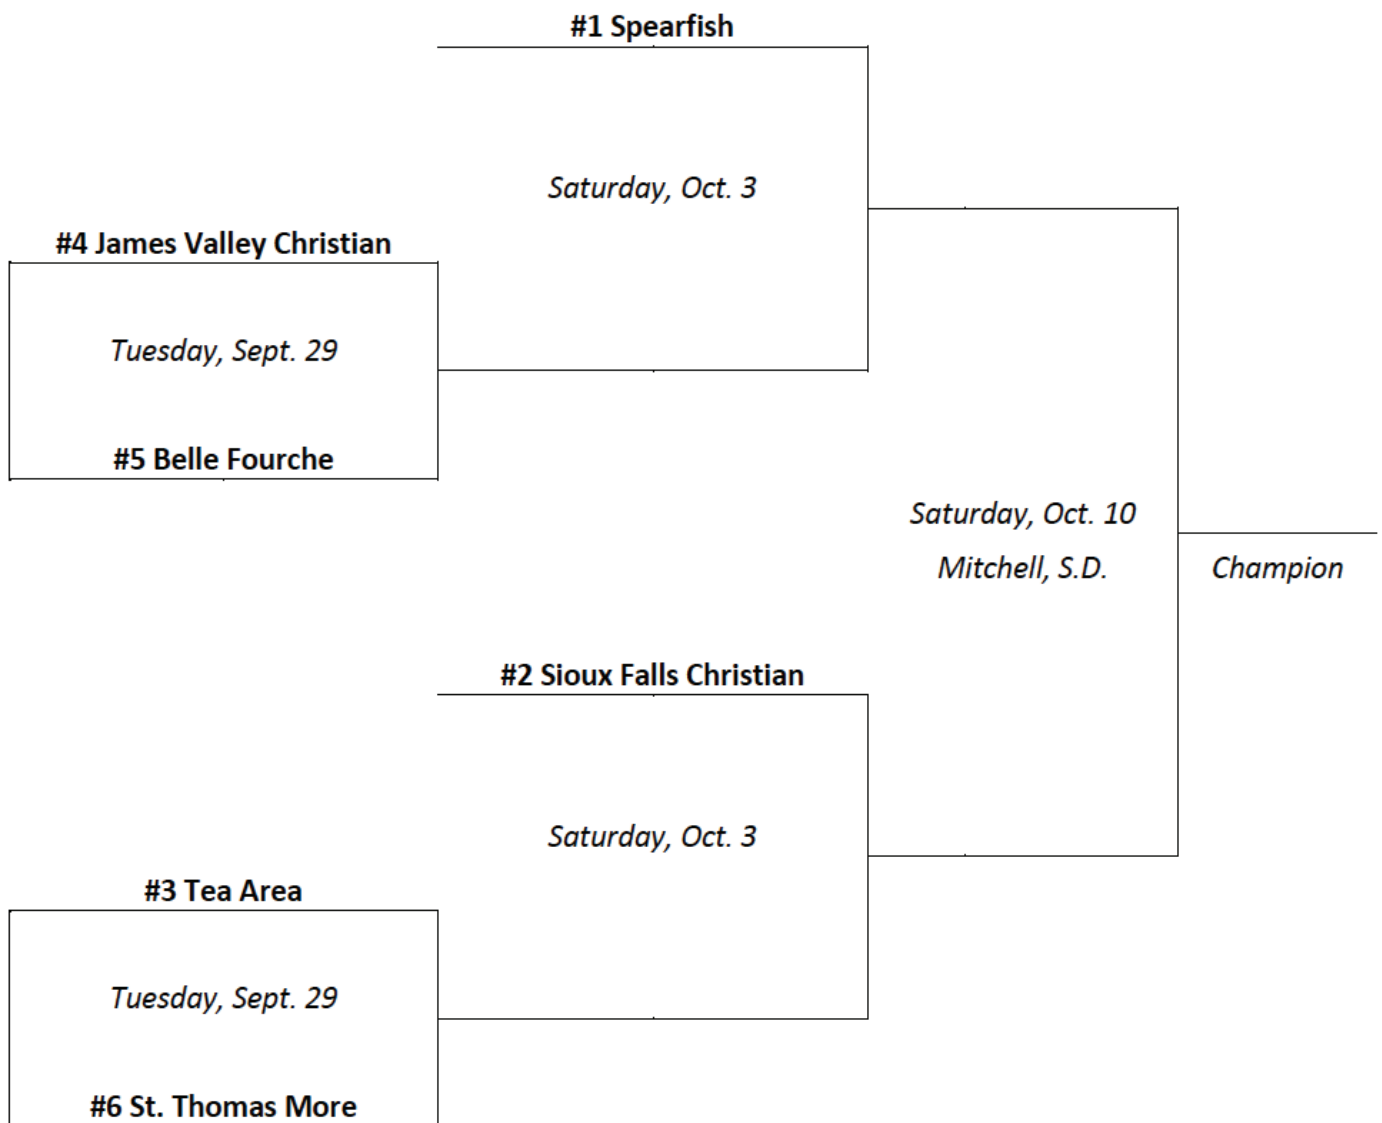 #1 Spearfish
Saturday, Oct. 3
#4 James Valley Christian
Tuesday, Sept. 29
#5 Belle Fourche
Saturday, Oct. 10
Mitchell, S.D.
Champion
#2 Sioux Falls Christian
Saturday, Oct. 3
#3 Tea Area
Tuesday, Sept. 29
#6 St. Thomas More